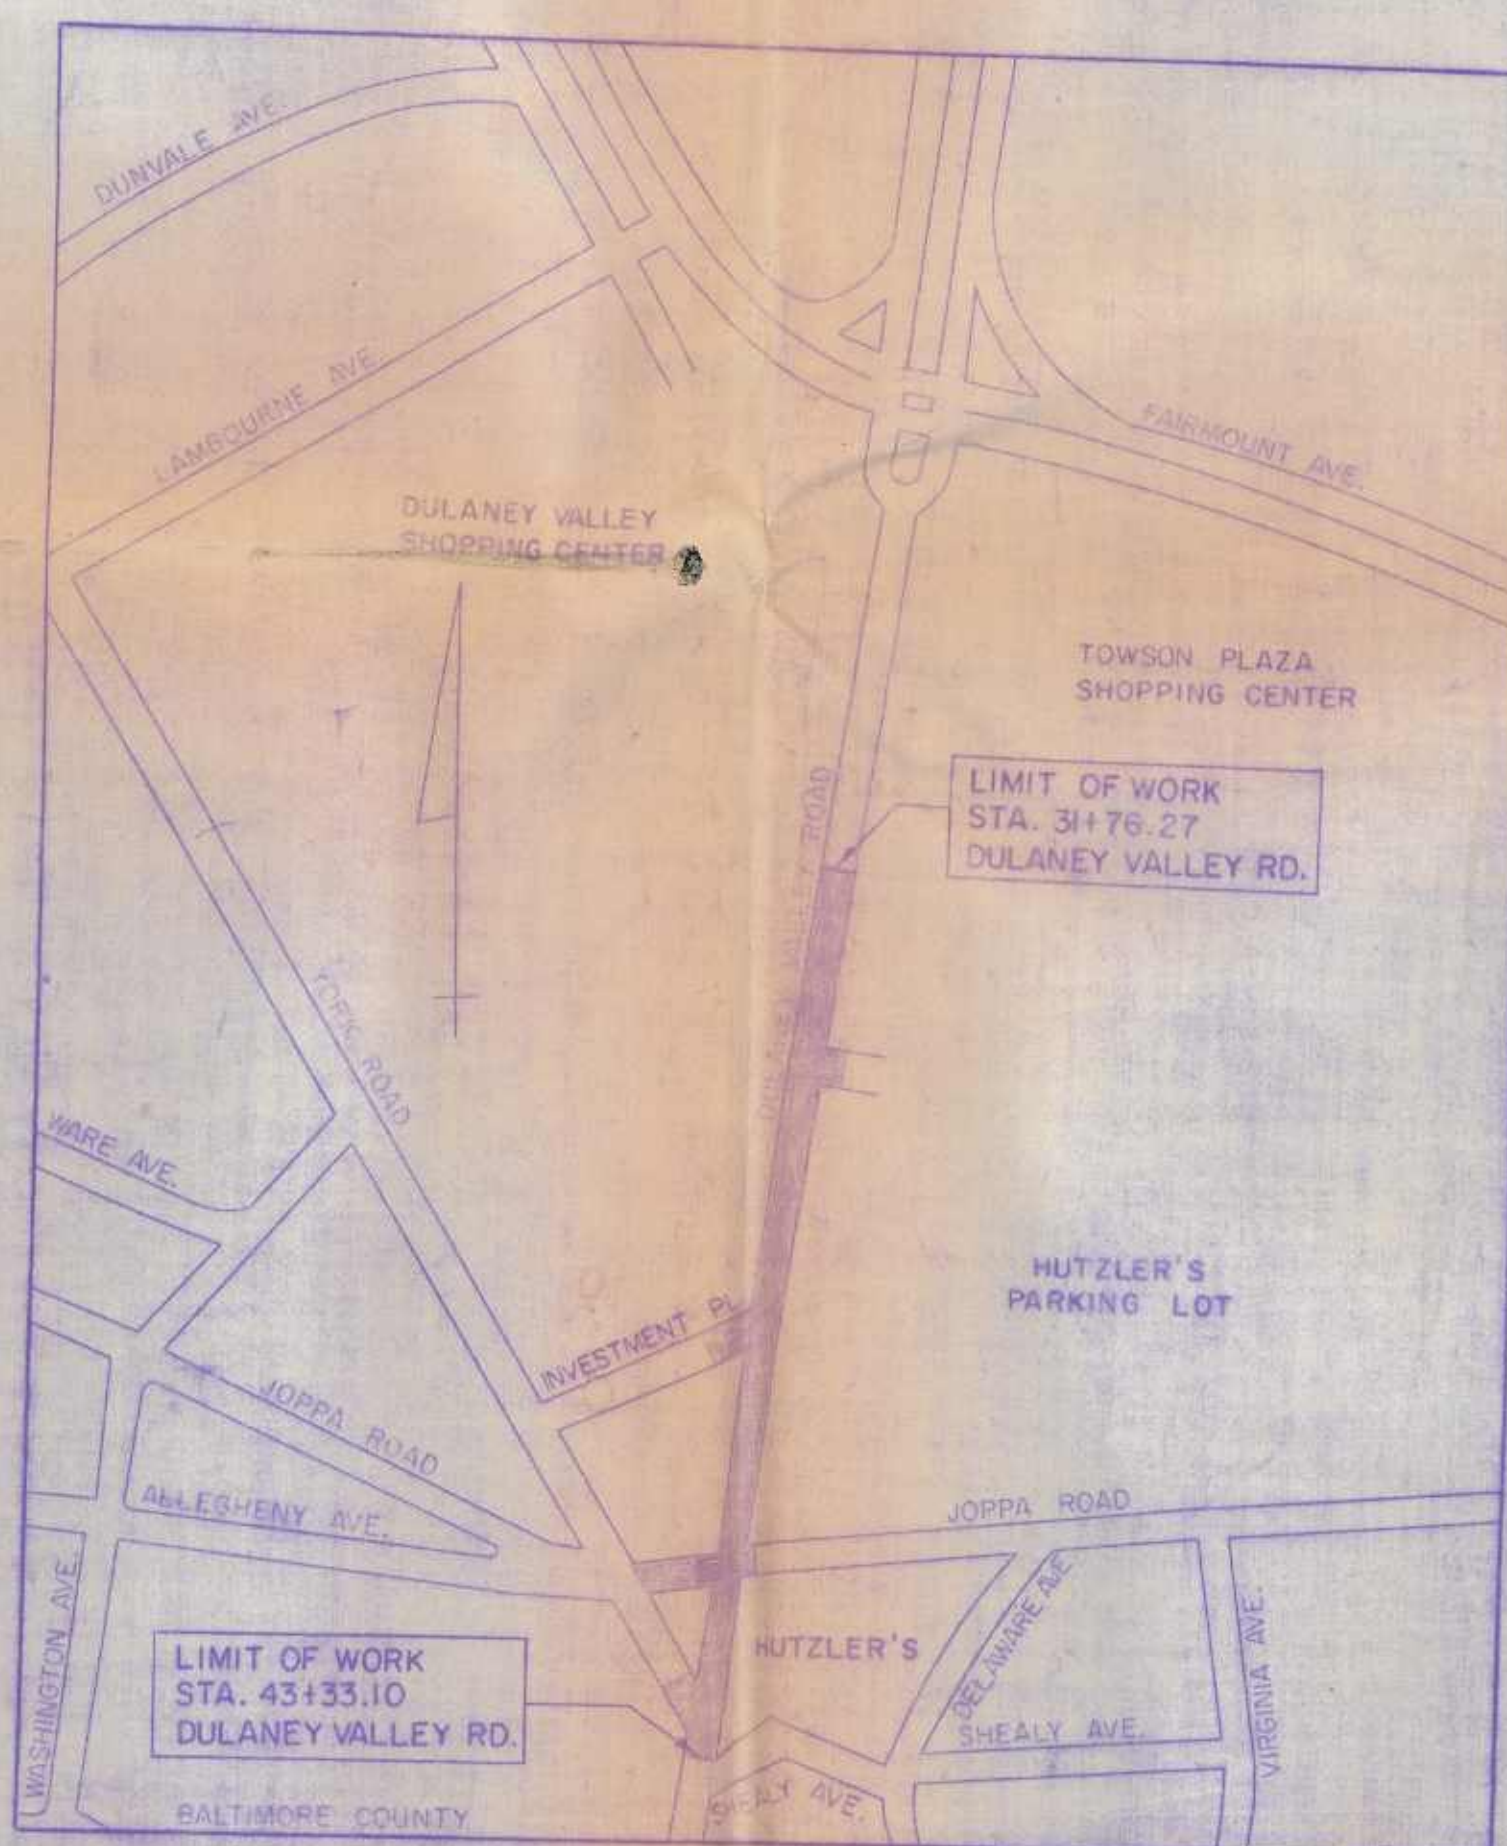 DUNVALE AVE.
LAMBOURNE AVE.
FAIRMOUNT AVE.
DULANEY VALLEY
SHOPPING CENTER
TOWSON PLAZA
SHOPPING CENTER
LIMIT OF WORK
STA. 31+76.27
DULANEY VALLEY RD.
DULANEY VALLEY ROAD
YORK ROAD
WARE AVE.
HUTZLER'S
PARKING LOT
INVESTMENT PL.
JOPPA ROAD
ALLEGHENY AVE.
JOPPA ROAD
WASHINGTON AVE.
LIMIT OF WORK
STA. 43+33.10
DULANEY VALLEY RD.
HUTZLER'S
DELAWARE AVE
SHEALY AVE.
VIRGINIA AVE.
BALTIMORE COUNTY
SHEALY AVE.